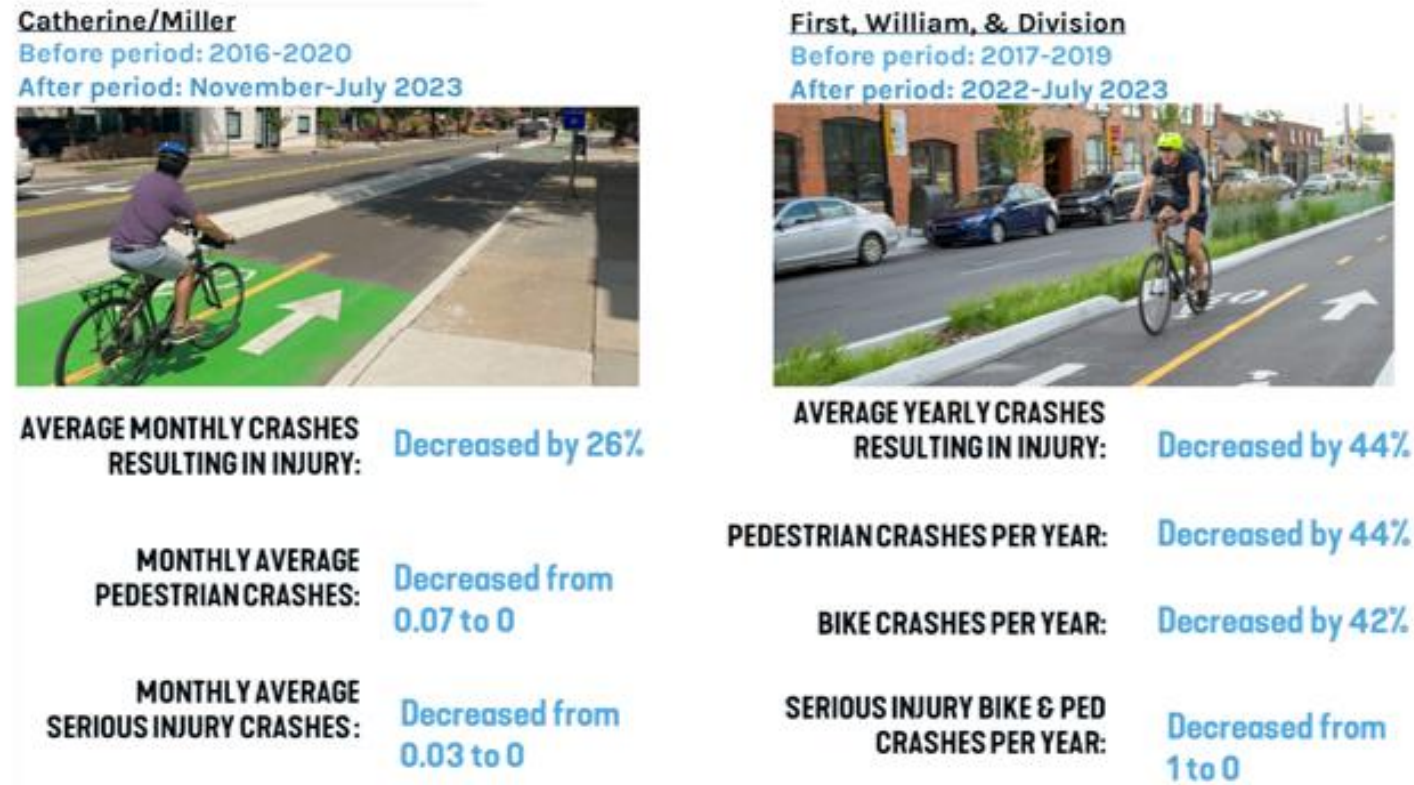 Catherine/Miller
Before period: 2016-2020
After period: November-July 2023
AVERAGE MONTHLY CRASHES
RESULTING IN INJURY:
Decreased by 26%
MONTHLY AVERAGE
PEDESTRIAN CRASHES:
Decreased from
0.07 to 0
MONTHLY AVERAGE
SERIOUS INJURY CRASHES:
Decreased from
0.03 to 0
First, William, & Division
Before period: 2017-2019
After period: 2022-July 2023
AVERAGE YEARLY CRASHES
RESULTING IN INJURY:
Decreased by 44%
PEDESTRIAN CRASHES PER YEAR:
Decreased by 44%
BIKE CRASHES PER YEAR:
Decreased by 42%
SERIOUS INJURY BIKE & PED
CRASHES PER YEAR:
Decreased from
1 to 0